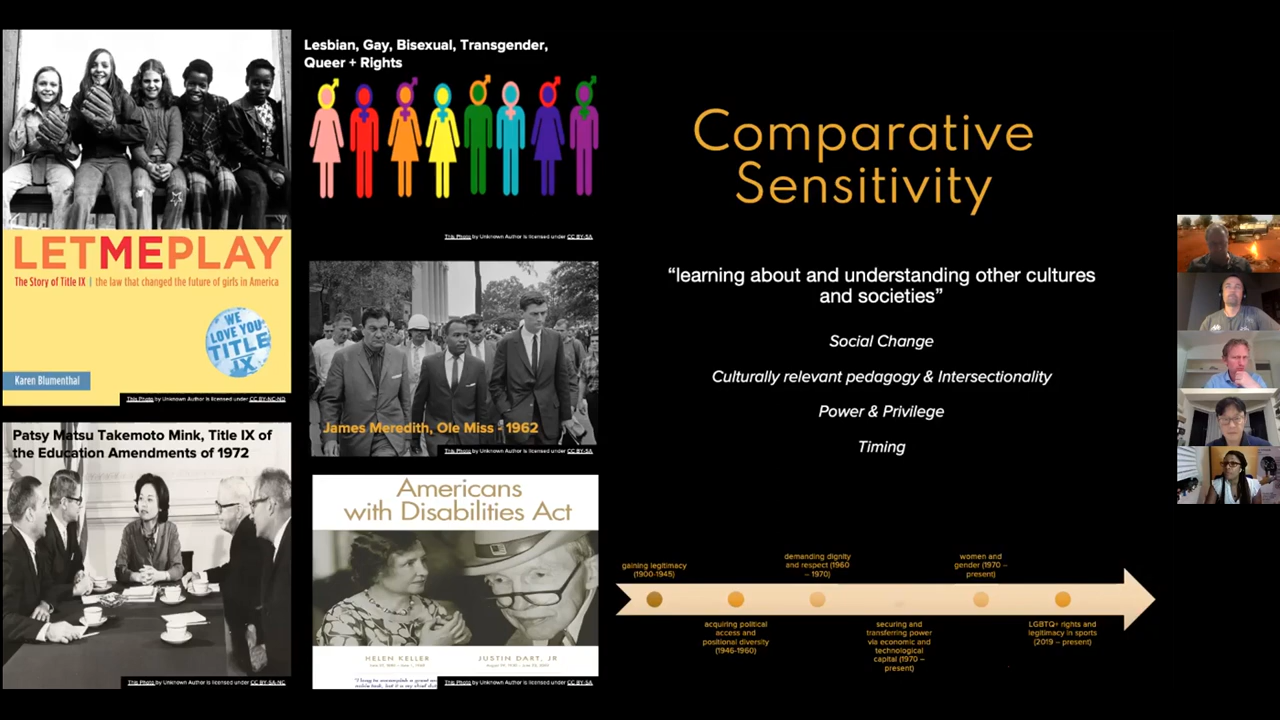 LETMEPLAY
The Story of Title IX | the law that changed the future of girls in America
WE
LOVE YOU
TITLE
IX
Karen Blumenthal
This Photo by Unknown Author is licensed under CC BY-NC-ND
Patsy Matsu Takemoto Mink, Title IX of
the Education Amendments of 1972
This Photo by Unknown Author is licensed under CC BY-SA-NC
Lesbian, Gay, Bisexual, Transgender,
Queer + Rights
This Photo by Unknown Author is licensed under CC BY-SA
James Meredith, Ole Miss - 1962
This Photo by Unknown Author is licensed under CC BY-SA
Americans
with Disabilities Act
HELEN KELLER
JUSTIN DART, JR
This Photo by Unknown Author is licensed under CC BY-SA
Comparative
Sensitivity
“learning about and understanding other cultures
and societies”
Social Change
Culturally relevant pedagogy & Intersectionality
Power & Privilege
Timing
gaining legitimacy
(1900-1945)
acquiring political
access and
positional diversity
(1946-1960)
demanding dignity
and respect (1960
– 1970)
securing and
transferring power
via economic and
technological
capital (1970 –
present)
women and
gender (1970 –
present)
LGBTQ+ rights and
legitimacy in sports
(2019 – present)